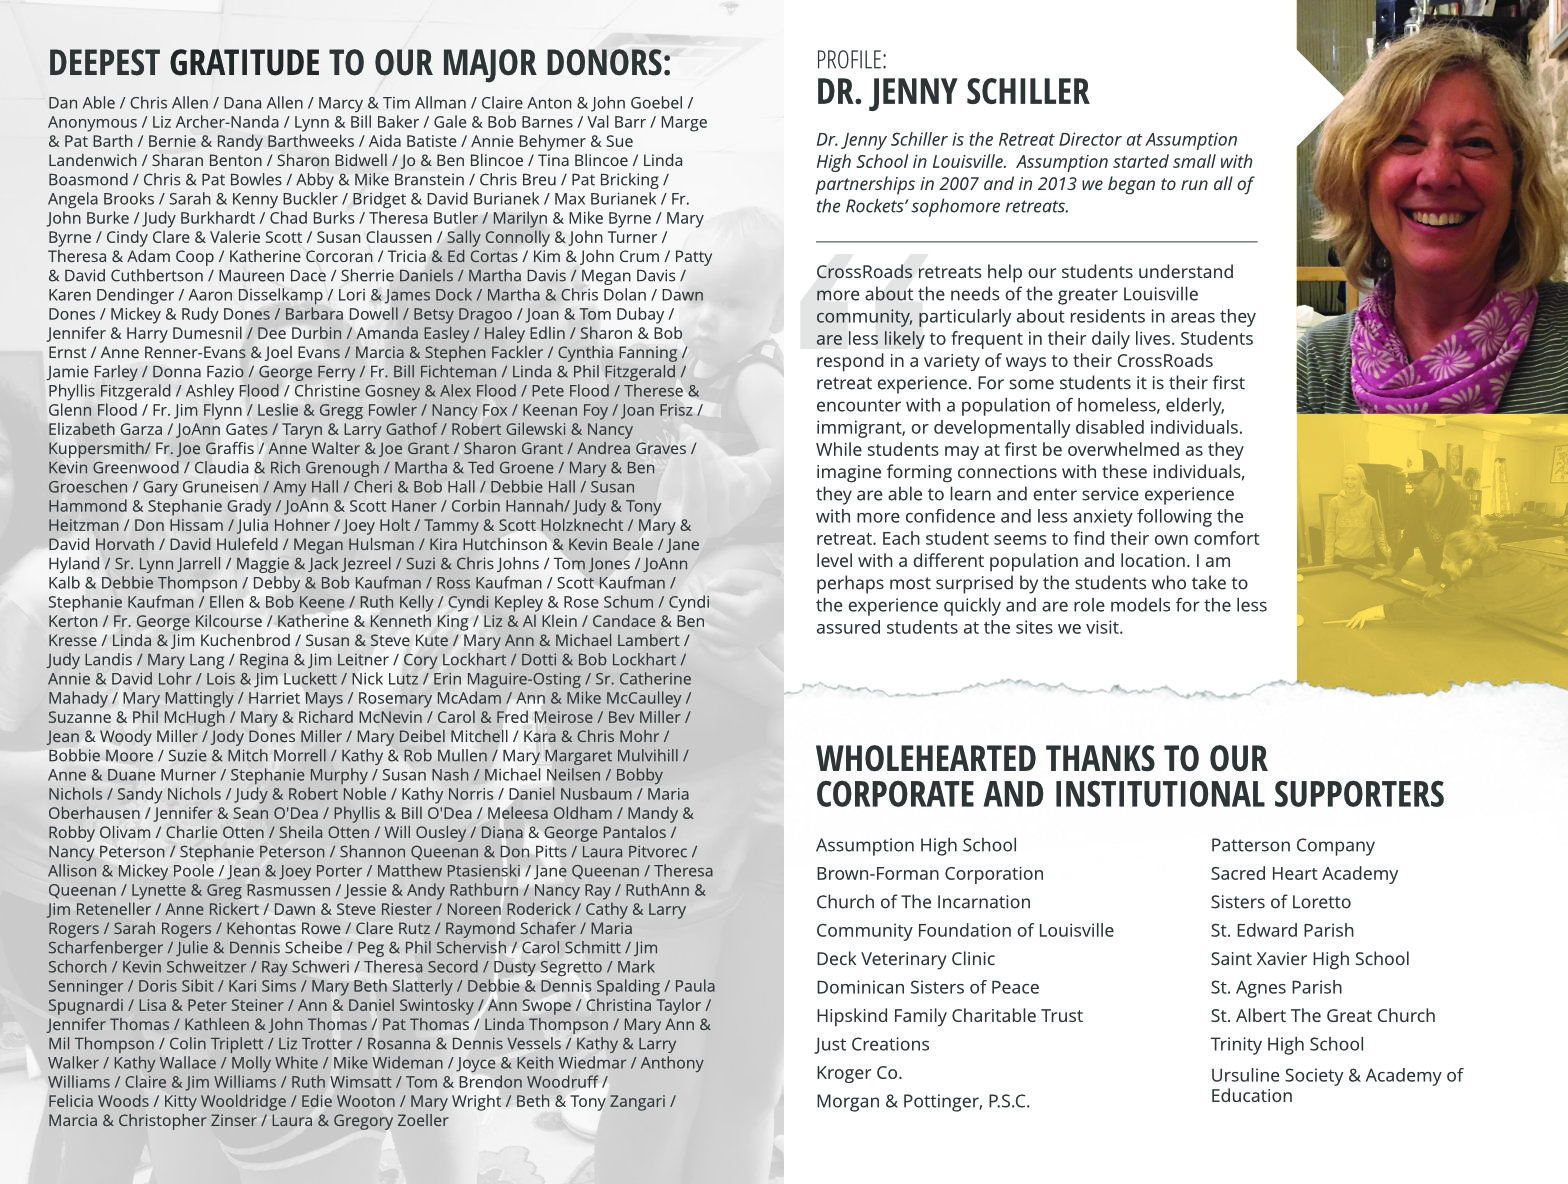 DEEPEST GRATITUDE TO OUR MAJOR DONORS:
Dan Able / Chris Allen / Dana Allen / Marcy & Tim Allman / Claire Anton & John Goebel /
Anonymous / Liz Archer-Nanda / Lynn & Bill Baker / Gale & Bob Barnes / Val Barr / Marge
& Pat Barth / Bernie & Randy Barthweeks / Aida Batiste / Annie Behymer & Sue
Landenwich / Sharan Benton / Sharon Bidwell / Jo & Ben Blincoe / Tina Blincoe / Linda
Boasmond / Chris & Pat Bowles / Abby & Mike Branstein / Chris Breu / Pat Bricking /
Angela Brooks / Sarah & Kenny Buckler / Bridget & David Burianek / Max Burianek / Fr.
John Burke / Judy Burkhardt / Chad Burks / Theresa Butler / Marilyn & Mike Byrne / Mary
Byrne / Cindy Clare & Valerie Scott / Susan Claussen / Sally Connolly & John Turner /
Theresa & Adam Coop / Katherine Corcoran / Tricia & Ed Cortas / Kim & John Crum / Patty
& David Cuthbertson / Maureen Dace / Sherrie Daniels / Martha Davis / Megan Davis /
Karen Dendinger / Aaron Disselkamp / Lori & James Dock / Martha & Chris Dolan / Dawn
Dones / Mickey & Rudy Dones / Barbara Dowell / Betsy Dragoo / Joan & Tom Dubay /
Jennifer & Harry Dumesnil / Dee Durbin / Amanda Easley / Haley Edlin / Sharon & Bob
Ernst / Anne Renner-Evans & Joel Evans / Marcia & Stephen Fackler / Cynthia Fanning /
Jamie Farley / Donna Fazio / George Ferry / Fr. Bill Fichteman / Linda & Phil Fitzgerald /
Phyllis Fitzgerald / Ashley Flood / Christine Gosney & Alex Flood / Pete Flood / Therese &
Glenn Flood / Fr. Jim Flynn / Leslie & Gregg Fowler / Nancy Fox / Keenan Foy / Joan Frisz /
Elizabeth Garza / JoAnn Gates / Taryn & Larry Gathof / Robert Gilewski & Nancy
Kuppersmith/ Fr. Joe Graffis / Anne Walter & Joe Grant / Sharon Grant / Andrea Graves /
Kevin Greenwood / Claudia & Rich Grenough / Martha & Ted Groene / Mary & Ben
Groeschen / Gary Gruneisen / Amy Hall / Cheri & Bob Hall / Debbie Hall / Susan
Hammond & Stephanie Grady / JoAnn & Scott Haner / Corbin Hannah/ Judy & Tony
Heitzman / Don Hissam / Julia Hohner / Joey Holt / Tammy & Scott Holzknecht / Mary &
David Horvath / David Hulefeld / Megan Hulsman / Kira Hutchinson & Kevin Beale / Jane
Hyland / Sr. Lynn Jarrell / Maggie & Jack Jezreel / Suzi & Chris Johns / Tom Jones / JoAnn
Kalb & Debbie Thompson / Debby & Bob Kaufman / Ross Kaufman / Scott Kaufman /
Stephanie Kaufman / Ellen & Bob Keene / Ruth Kelly / Cyndi Kepley & Rose Schum / Cyndi
Kerton / Fr. George Kilcourse / Katherine & Kenneth King / Liz & Al Klein / Candace & Ben
Kresse / Linda & Jim Kuchenbrod / Susan & Steve Kute / Mary Ann & Michael Lambert /
Judy Landis / Mary Lang / Regina & Jim Leitner / Cory Lockhart / Dotti & Bob Lockhart /
Annie & David Lohr / Lois & Jim Luckett / Nick Lutz / Erin Maguire-Osting / Sr. Catherine
Mahady / Mary Mattingly / Harriet Mays / Rosemary McAdam / Ann & Mike McCaulley /
Suzanne & Phil McHugh / Mary & Richard McNevin / Carol & Fred Meirose / Bev Miller /
Jean & Woody Miller / Jody Dones Miller / Mary Deibel Mitchell / Kara & Chris Mohr /
Bobbie Moore / Suzie & Mitch Morrell / Kathy & Rob Mullen / Mary Margaret Mulvihill /
Anne & Duane Murner / Stephanie Murphy / Susan Nash / Michael Neilsen / Bobby
Nichols / Sandy Nichols / Judy & Robert Noble / Kathy Norris / Daniel Nusbaum / Maria
Oberhausen / Jennifer & Sean O'Dea / Phyllis & Bill O'Dea / Meleesa Oldham / Mandy &
Robby Olivam / Charlie Otten / Sheila Otten / Will Ousley / Diana & George Pantalos /
Nancy Peterson / Stephanie Peterson / Shannon Queenan & Don Pitts / Laura Pitvorec /
Allison & Mickey Poole / Jean & Joey Porter / Matthew Ptasienski / Jane Queenan / Theresa
Queenan / Lynette & Greg Rasmussen / Jessie & Andy Rathburn / Nancy Ray / RuthAnn &
Jim Reteneller / Anne Rickert / Dawn & Steve Riester / Noreen Roderick / Cathy & Larry
Rogers / Sarah Rogers / Kehontas Rowe / Clare Rutz / Raymond Schafer / Maria
Scharfenberger / Julie & Dennis Scheibe / Peg & Phil Schervish / Carol Schmitt / Jim
Schorch / Kevin Schweitzer / Ray Schweri / Theresa Secord / Dusty Segretto / Mark
Senninger / Doris Sibit / Kari Sims / Mary Beth Slatterly / Debbie & Dennis Spalding / Paula
Spugnardi / Lisa & Peter Steiner / Ann & Daniel Swintosky / Ann Swope / Christina Taylor /
Jennifer Thomas / Kathleen & John Thomas / Pat Thomas / Linda Thompson / Mary Ann &
Mil Thompson / Colin Triplett / Liz Trotter / Rosanna & Dennis Vessels / Kathy & Larry
Walker / Kathy Wallace / Molly White / Mike Wideman / Joyce & Keith Wiedmar / Anthony
Williams / Claire & Jim Williams / Ruth Wimsatt / Tom & Brendon Woodruff /
Felicia Woods / Kitty Wooldridge / Edie Wooton / Mary Wright / Beth & Tony Zangari /
Marcia & Christopher Zinser / Laura & Gregory Zoeller
PROFILE:
DR. JENNY SCHILLER
Dr. Jenny Schiller is the Retreat Director at Assumption
High School in Louisville. Assumption started small with
partnerships in 2007 and in 2013 we began to run all of
the Rockets’ sophomore retreats.
“
CrossRoads retreats help our students understand
more about the needs of the greater Louisville
community, particularly about residents in areas they
are less likely to frequent in their daily lives. Students
respond in a variety of ways to their CrossRoads
retreat experience. For some students it is their first
encounter with a population of homeless, elderly,
immigrant, or developmentally disabled individuals.
While students may at first be overwhelmed as they
imagine forming connections with these individuals,
they are able to learn and enter service experience
with more confidence and less anxiety following the
retreat. Each student seems to find their own comfort
level with a different population and location. I am
perhaps most surprised by the students who take to
the experience quickly and are role models for the less
assured students at the sites we visit.
WHOLEHEARTED THANKS TO OUR
CORPORATE AND INSTITUTIONAL SUPPORTERS
Assumption High School
Brown-Forman Corporation
Church of The Incarnation
Community Foundation of Louisville
Deck Veterinary Clinic
Dominican Sisters of Peace
Hipskind Family Charitable Trust
Just Creations
Kroger Co.
Morgan & Pottinger, P.S.C.
Patterson Company
Sacred Heart Academy
Sisters of Loretto
St. Edward Parish
Saint Xavier High School
St. Agnes Parish
St. Albert The Great Church
Trinity High School
Ursuline Society & Academy of
Education